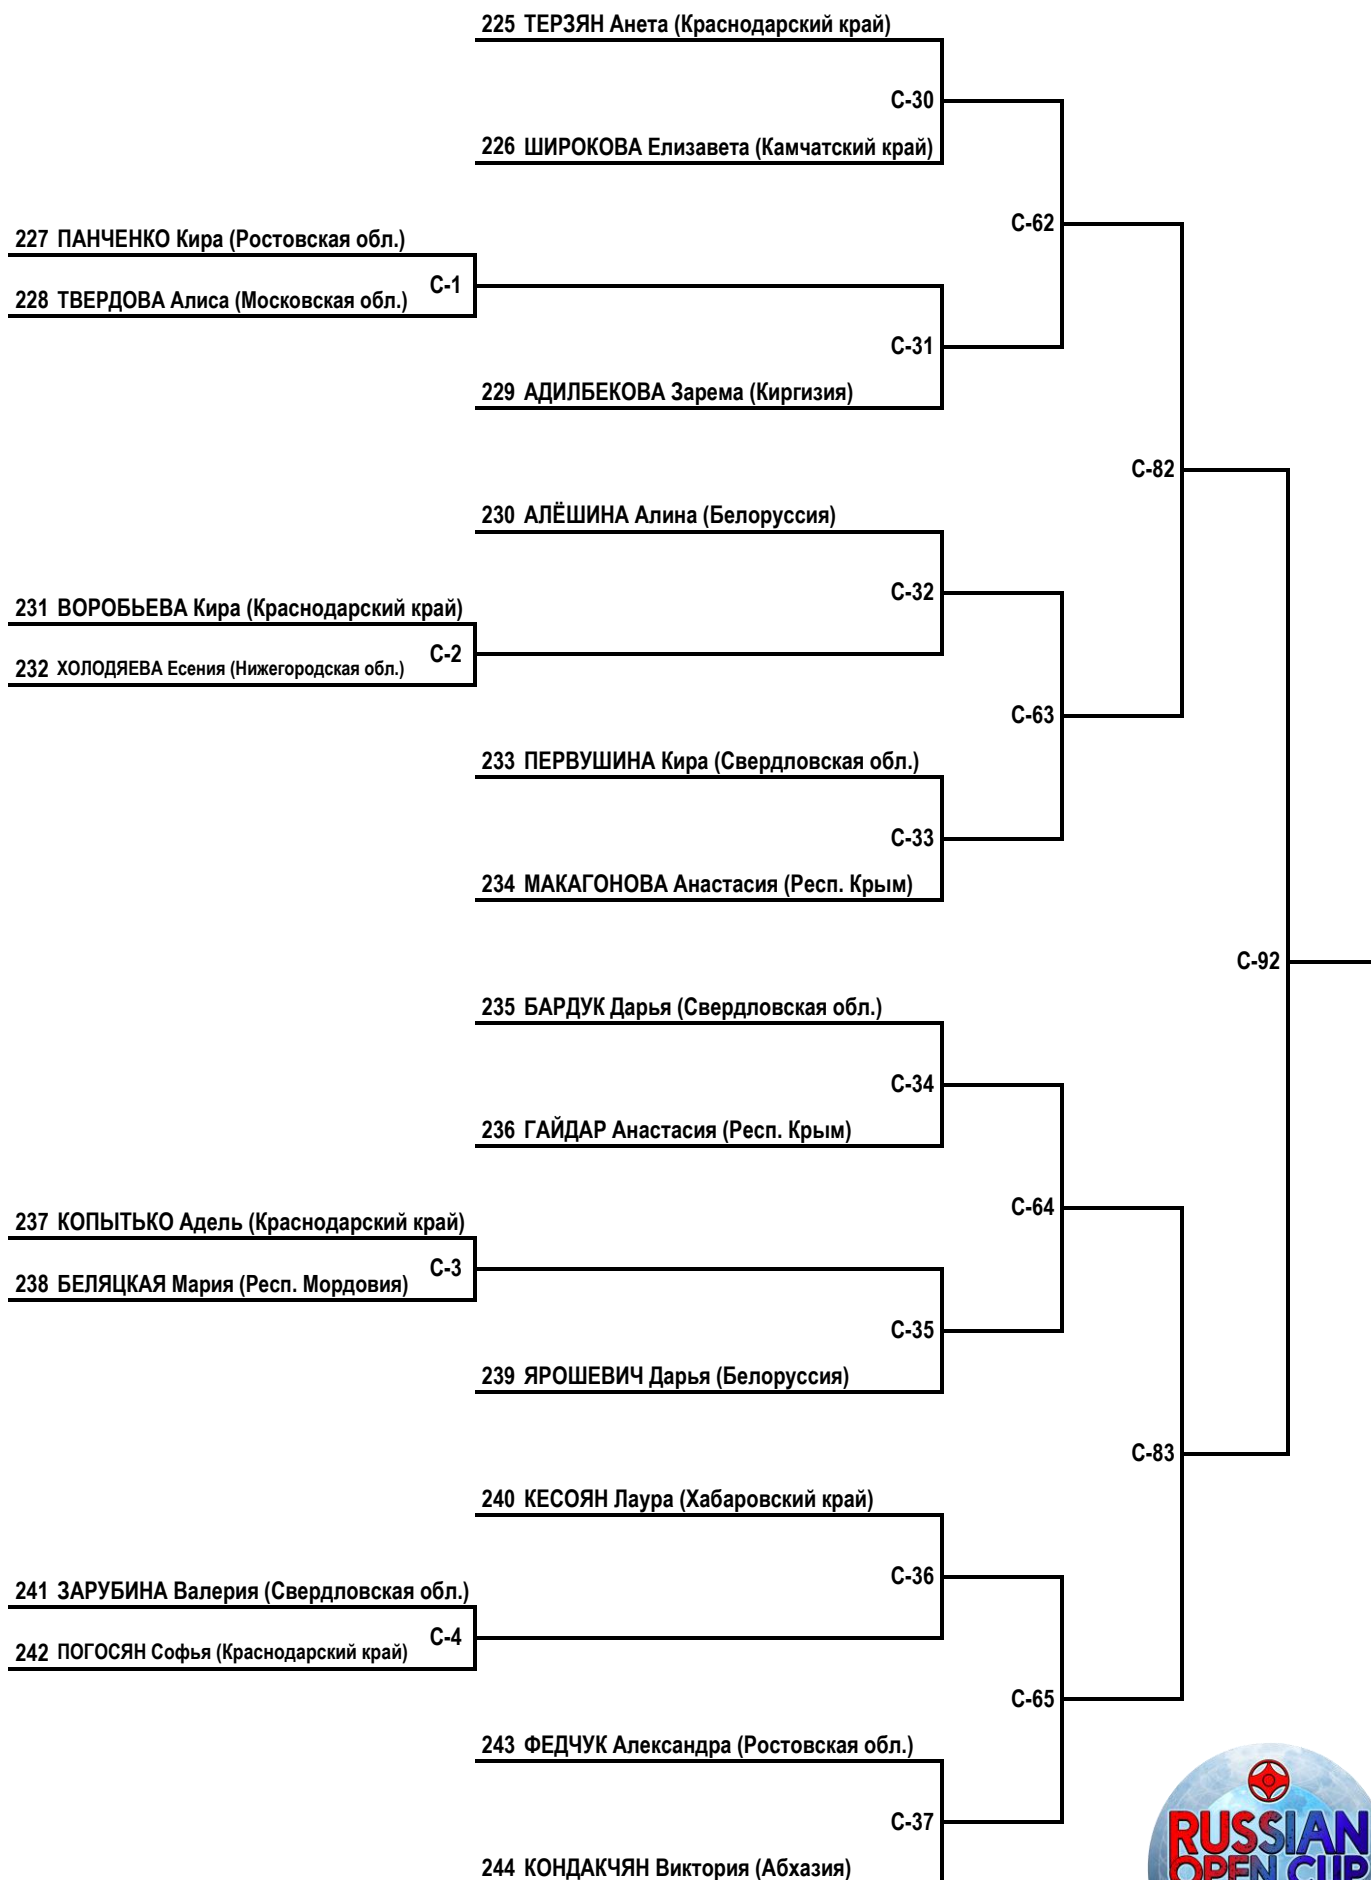 225 ТЕРЗЯН Анета (Краснодарский край)
С-30
226 ШИРОКОВА Елизавета (Камчатский край)
С-62
227 ПАНЧЕНКО Кира (Ростовская обл.)
С-1
228 ТВЕРДОВА Алиса (Московская обл.)
С-31
229 АДИЛБЕКОВА Зарема (Киргизия)
С-82
230 АЛЁШИНА Алина (Белоруссия)
С-32
231 ВОРОБЬЕВА Кира (Краснодарский край)
С-2
232 ХОЛОДЯЕВА Есения (Нижегородская обл.)
С-63
233 ПЕРВУШИНА Кира (Свердловская обл.)
С-33
234 МАКАГОНОВА Анастасия (Респ. Крым)
С-92
235 БАРДУК Дарья (Свердловская обл.)
С-34
236 ГАЙДАР Анастасия (Респ. Крым)
С-64
237 КОПЫТЬКО Адель (Краснодарский край)
С-3
238 БЕЛЯЦКАЯ Мария (Респ. Мордовия)
С-35
239 ЯРОШЕВИЧ Дарья (Белоруссия)
С-83
240 КЕСОЯН Лаура (Хабаровский край)
С-36
241 ЗАРУБИНА Валерия (Свердловская обл.)
С-4
242 ПОГОСЯН Софья (Краснодарский край)
С-65
243 ФЕДЧУК Александра (Ростовская обл.)
С-37
244 КОНДАКЧЯН Виктория (Абхазия)
RUSSIAN
OPEN CUP